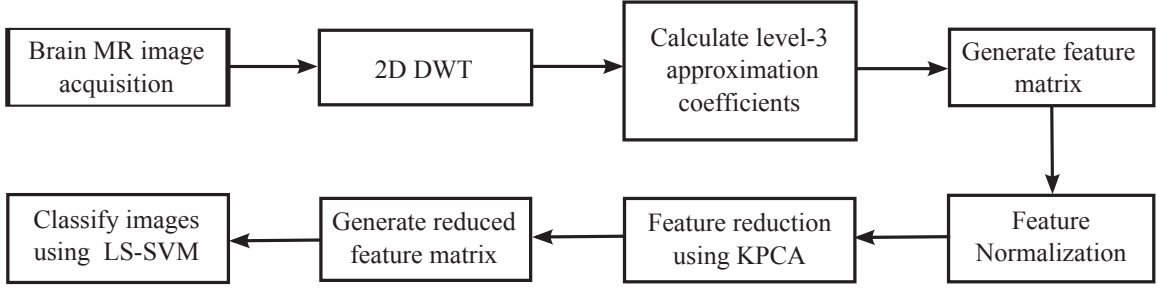 Brain MR image
acquisition
2D DWT
Calculate level-3
approximation
coefficients
Generate feature
matrix
Feature
Normalization
Feature reduction
using KPCA
Generate reduced
feature matrix
Classify images
using LS-SVM